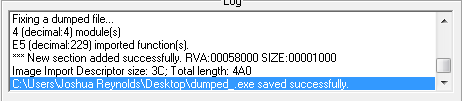 Log
Fixing a dumped file...
4 (decimal:4) module(s)
E5 (decimal:229) imported function(s).
*** New section added successfully. RVA:00058000 SIZE:00001000
Image Import Descriptor size: 3C; Total length: 4A0
C:\Users\Joshua Reynolds\Desktop\dumped_.exe saved successfully.